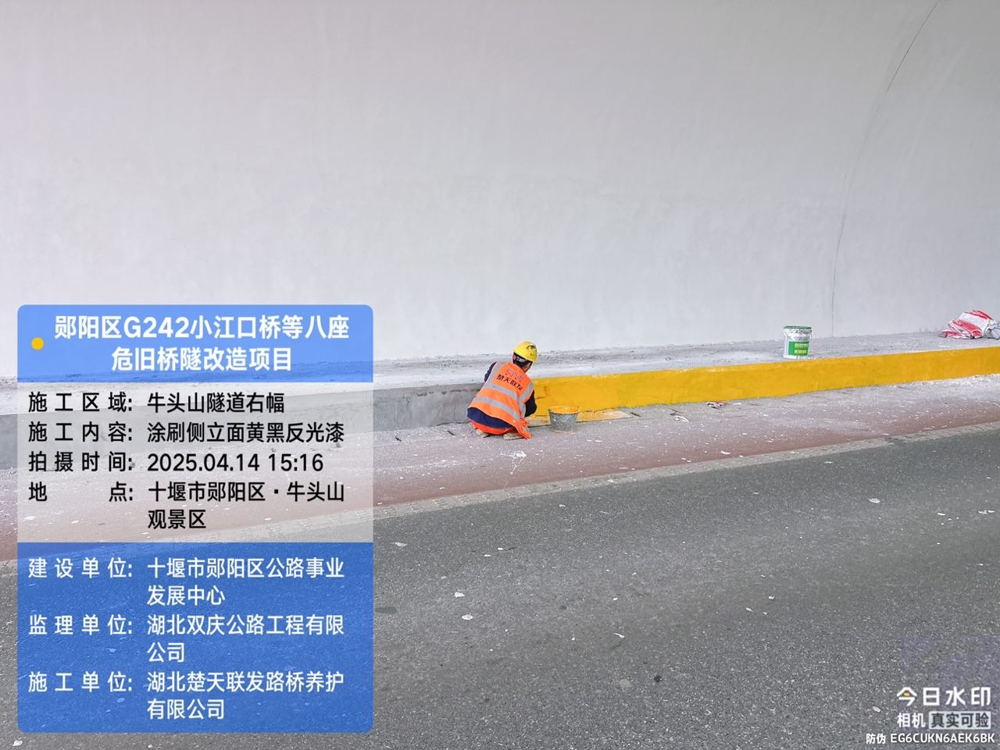 郧阳区G242小江口桥等八座
危旧桥隧改造项目
施工区域: 牛头山隧道右幅
施工内容: 涂刷侧立面黄黑反光漆
拍摄时间: 2025.04.14 15:16
地点: 十堰市郧阳区·牛头山
观景区
建设单位: 十堰市郧阳区公路事业
发展中心
监理单位: 湖北双庆公路工程有限
公司
施工单位: 湖北楚天联发路桥养护
有限公司
楚天联发
今日水印
相机 真实可验
防伪 EG6CUKN6AEK6BK